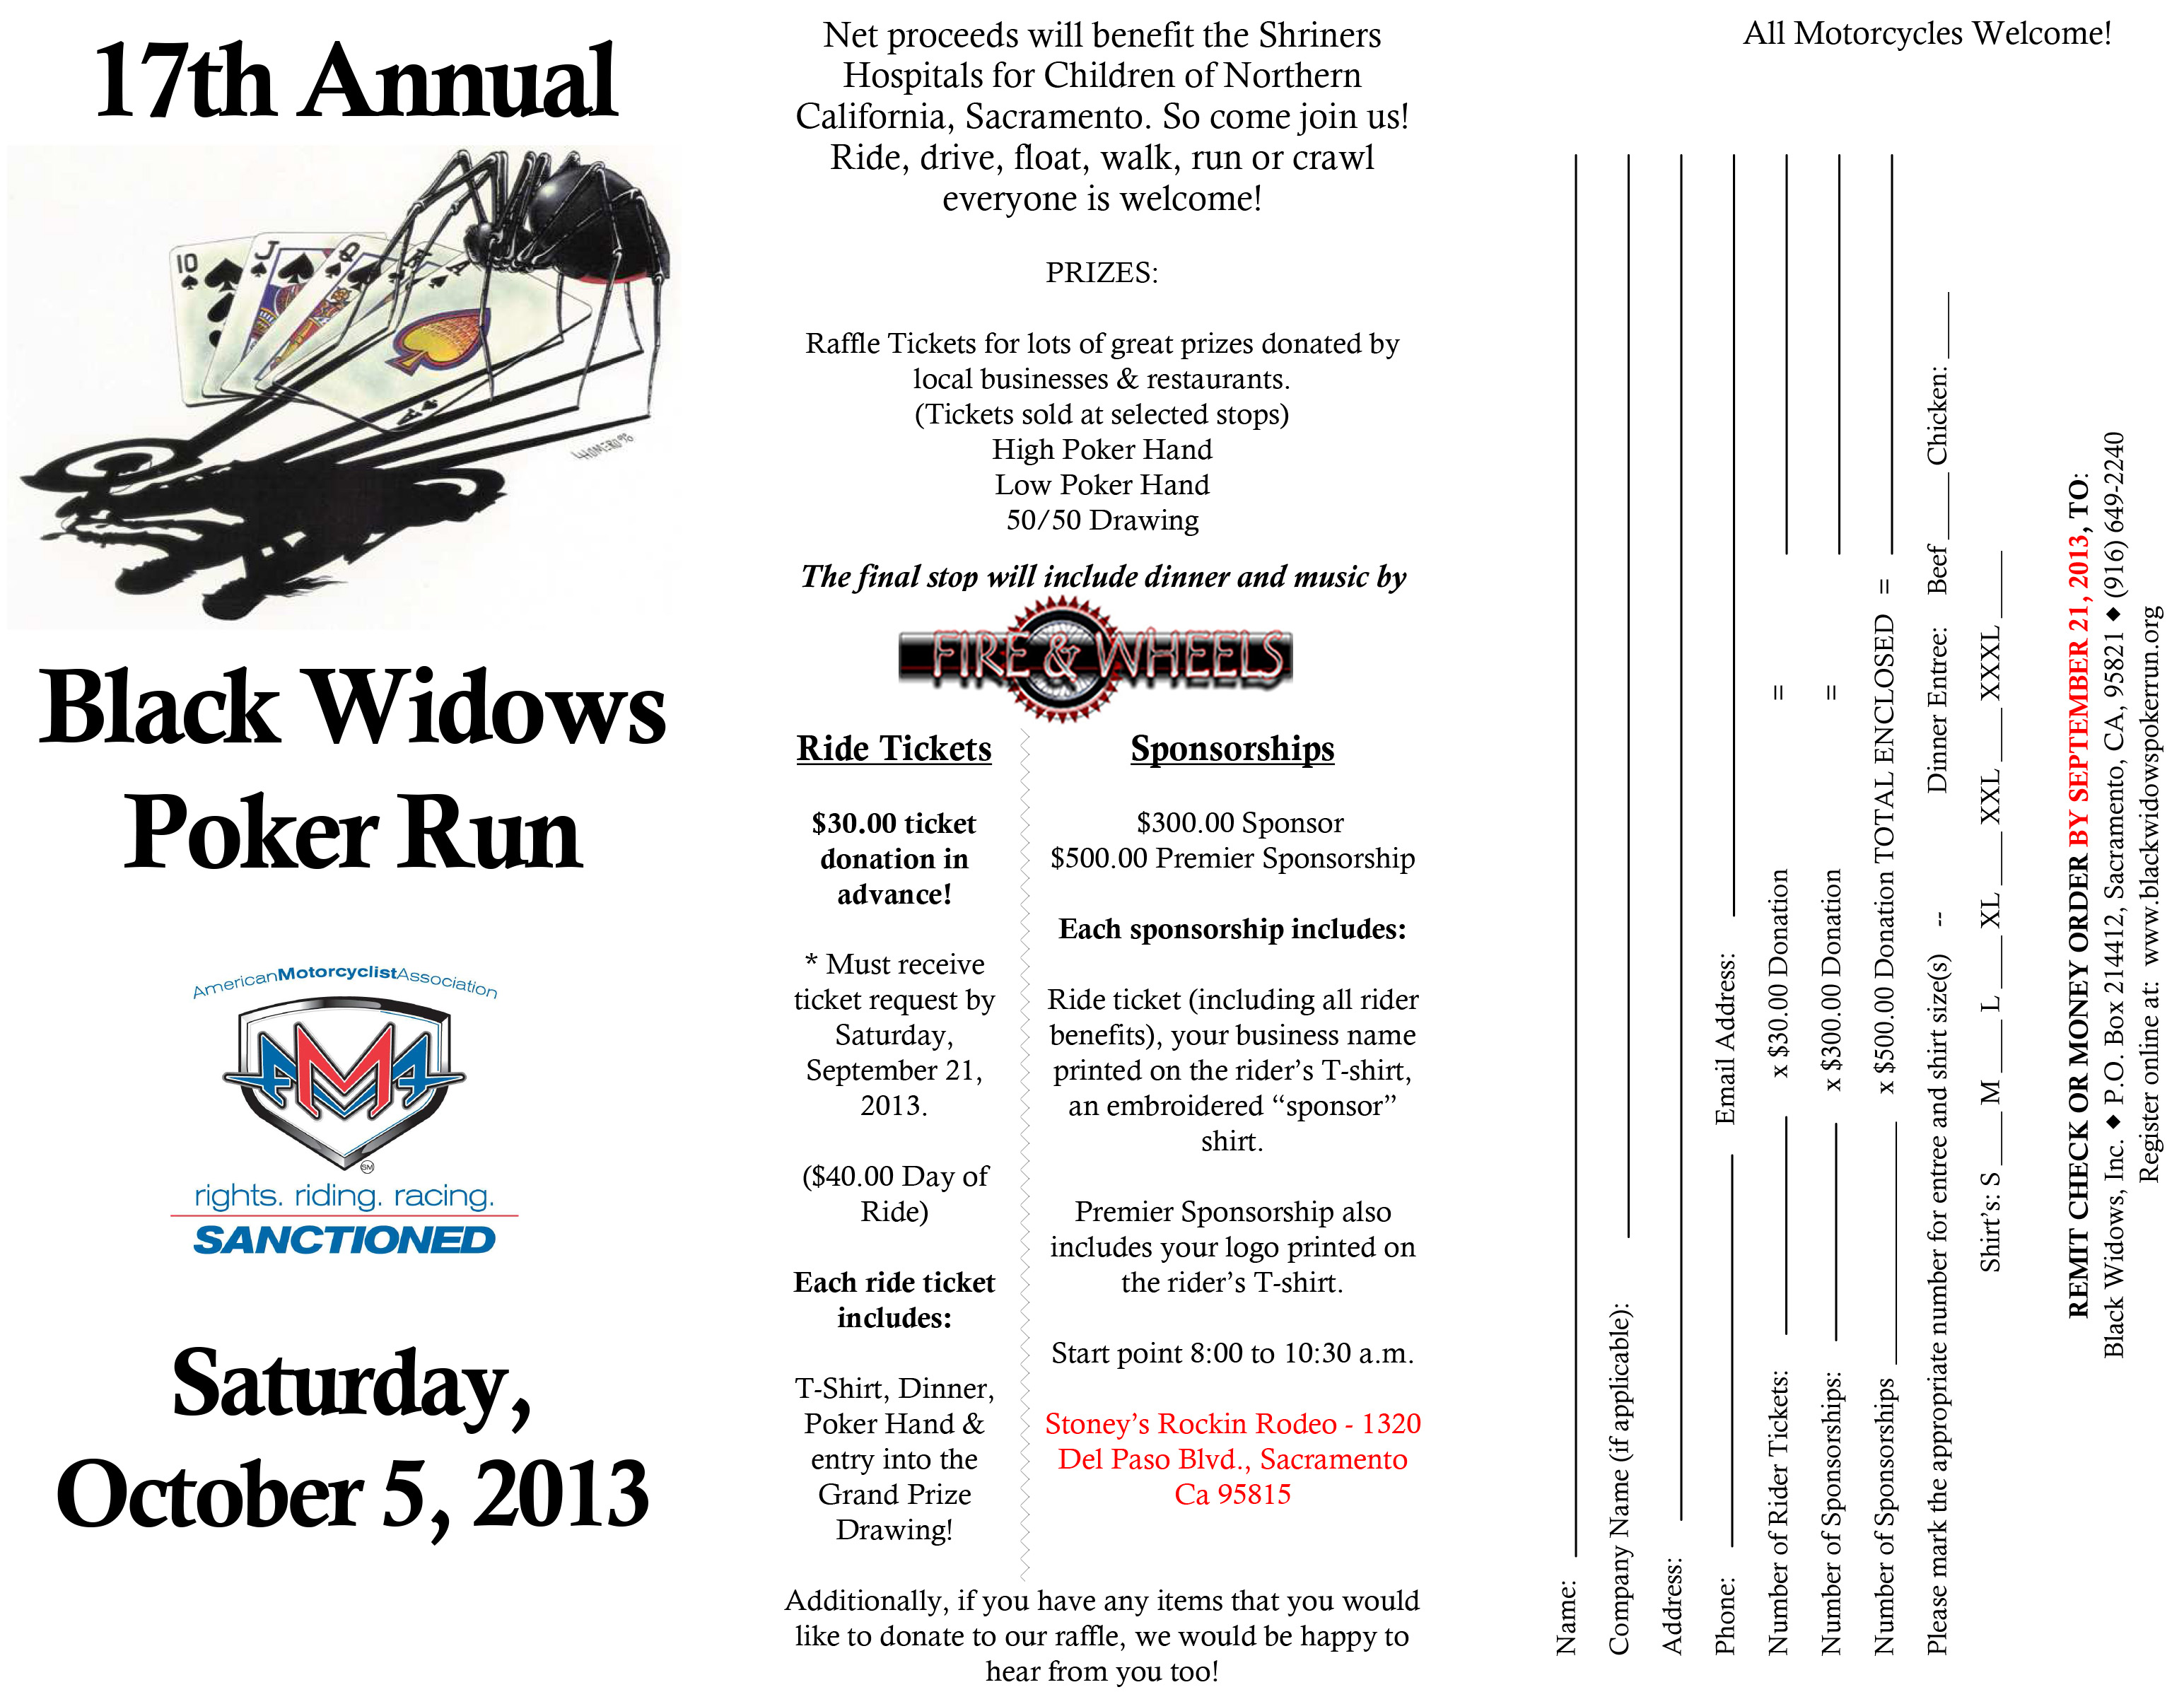 17th Annual
10
J
Q
K
A
A
LHOMERO 98
Black Widows
Poker Run
AmericanMotorcyclistAssociation
AMA
SM
rights. riding. racing.
SANCTIONED
Saturday,
October 5, 2013
Net proceeds will benefit the Shriners
Hospitals for Children of Northern
California, Sacramento. So come join us!
Ride, drive, float, walk, run or crawl
everyone is welcome!
PRIZES:
Raffle Tickets for lots of great prizes donated by
local businesses & restaurants.
(Tickets sold at selected stops)
High Poker Hand
Low Poker Hand
50/50 Drawing
The final stop will include dinner and music by
FIRE & WHEELS
Ride Tickets
$30.00 ticket
donation in
advance!
* Must receive
ticket request by
Saturday,
September 21,
2013.
($40.00 Day of
Ride)
Each ride ticket
includes:
T-Shirt, Dinner,
Poker Hand &
entry into the
Grand Prize
Drawing!
Sponsorships
$300.00 Sponsor
$500.00 Premier Sponsorship
Each sponsorship includes:
Ride ticket (including all rider
benefits), your business name
printed on the rider’s T-shirt,
an embroidered “sponsor”
shirt.
Premier Sponsorship also
includes your logo printed on
the rider’s T-shirt.
Start point 8:00 to 10:30 a.m.
Stoney’s Rockin Rodeo - 1320
Del Paso Blvd., Sacramento
Ca 95815
Additionally, if you have any items that you would
like to donate to our raffle, we would be happy to
hear from you too!
All Motorcycles Welcome!
Name:
Company Name (if applicable):
Address:
Phone: Email Address:
Number of Rider Tickets: x $30.00 Donation =
Number of Sponsorships: x $300.00 Donation =
Number of Sponsorships x $500.00 Donation TOTAL ENCLOSED =
Please mark the appropriate number for entree and shirt size(s) -- Dinner Entree: Beef ____ Chicken: ____
Shirt’s: S ____ M ____ L ____ XL ____ XXL ____ XXXL ____
REMIT CHECK OR MONEY ORDER BY SEPTEMBER 21, 2013, TO:
Black Widows, Inc. ◆ P.O. Box 214412, Sacramento, CA, 95821 ◆ (916) 649-2240
Register online at: www.blackwidowspokerrun.org